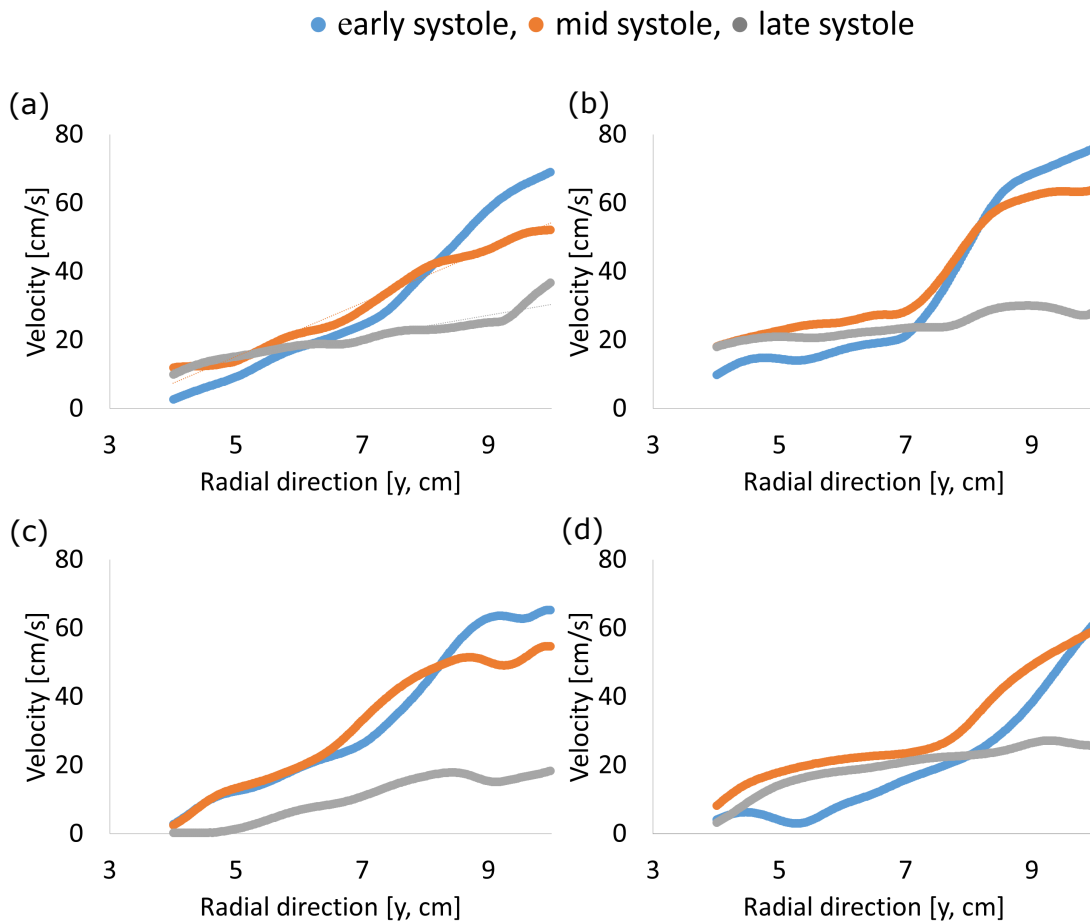 early systole, mid systole, late systole
(a)
Velocity [cm/s]
80
60
40
20
0
3 5 7 9
Radial direction [y, cm]
(b)
Velocity [cm/s]
80
60
40
20
0
3 5 7 9
Radial direction [y, cm]
(c)
Velocity [cm/s]
80
60
40
20
0
3 5 7 9
Radial direction [y, cm]
(d)
Velocity [cm/s]
80
60
40
20
0
3 5 7 9
Radial direction [y, cm]